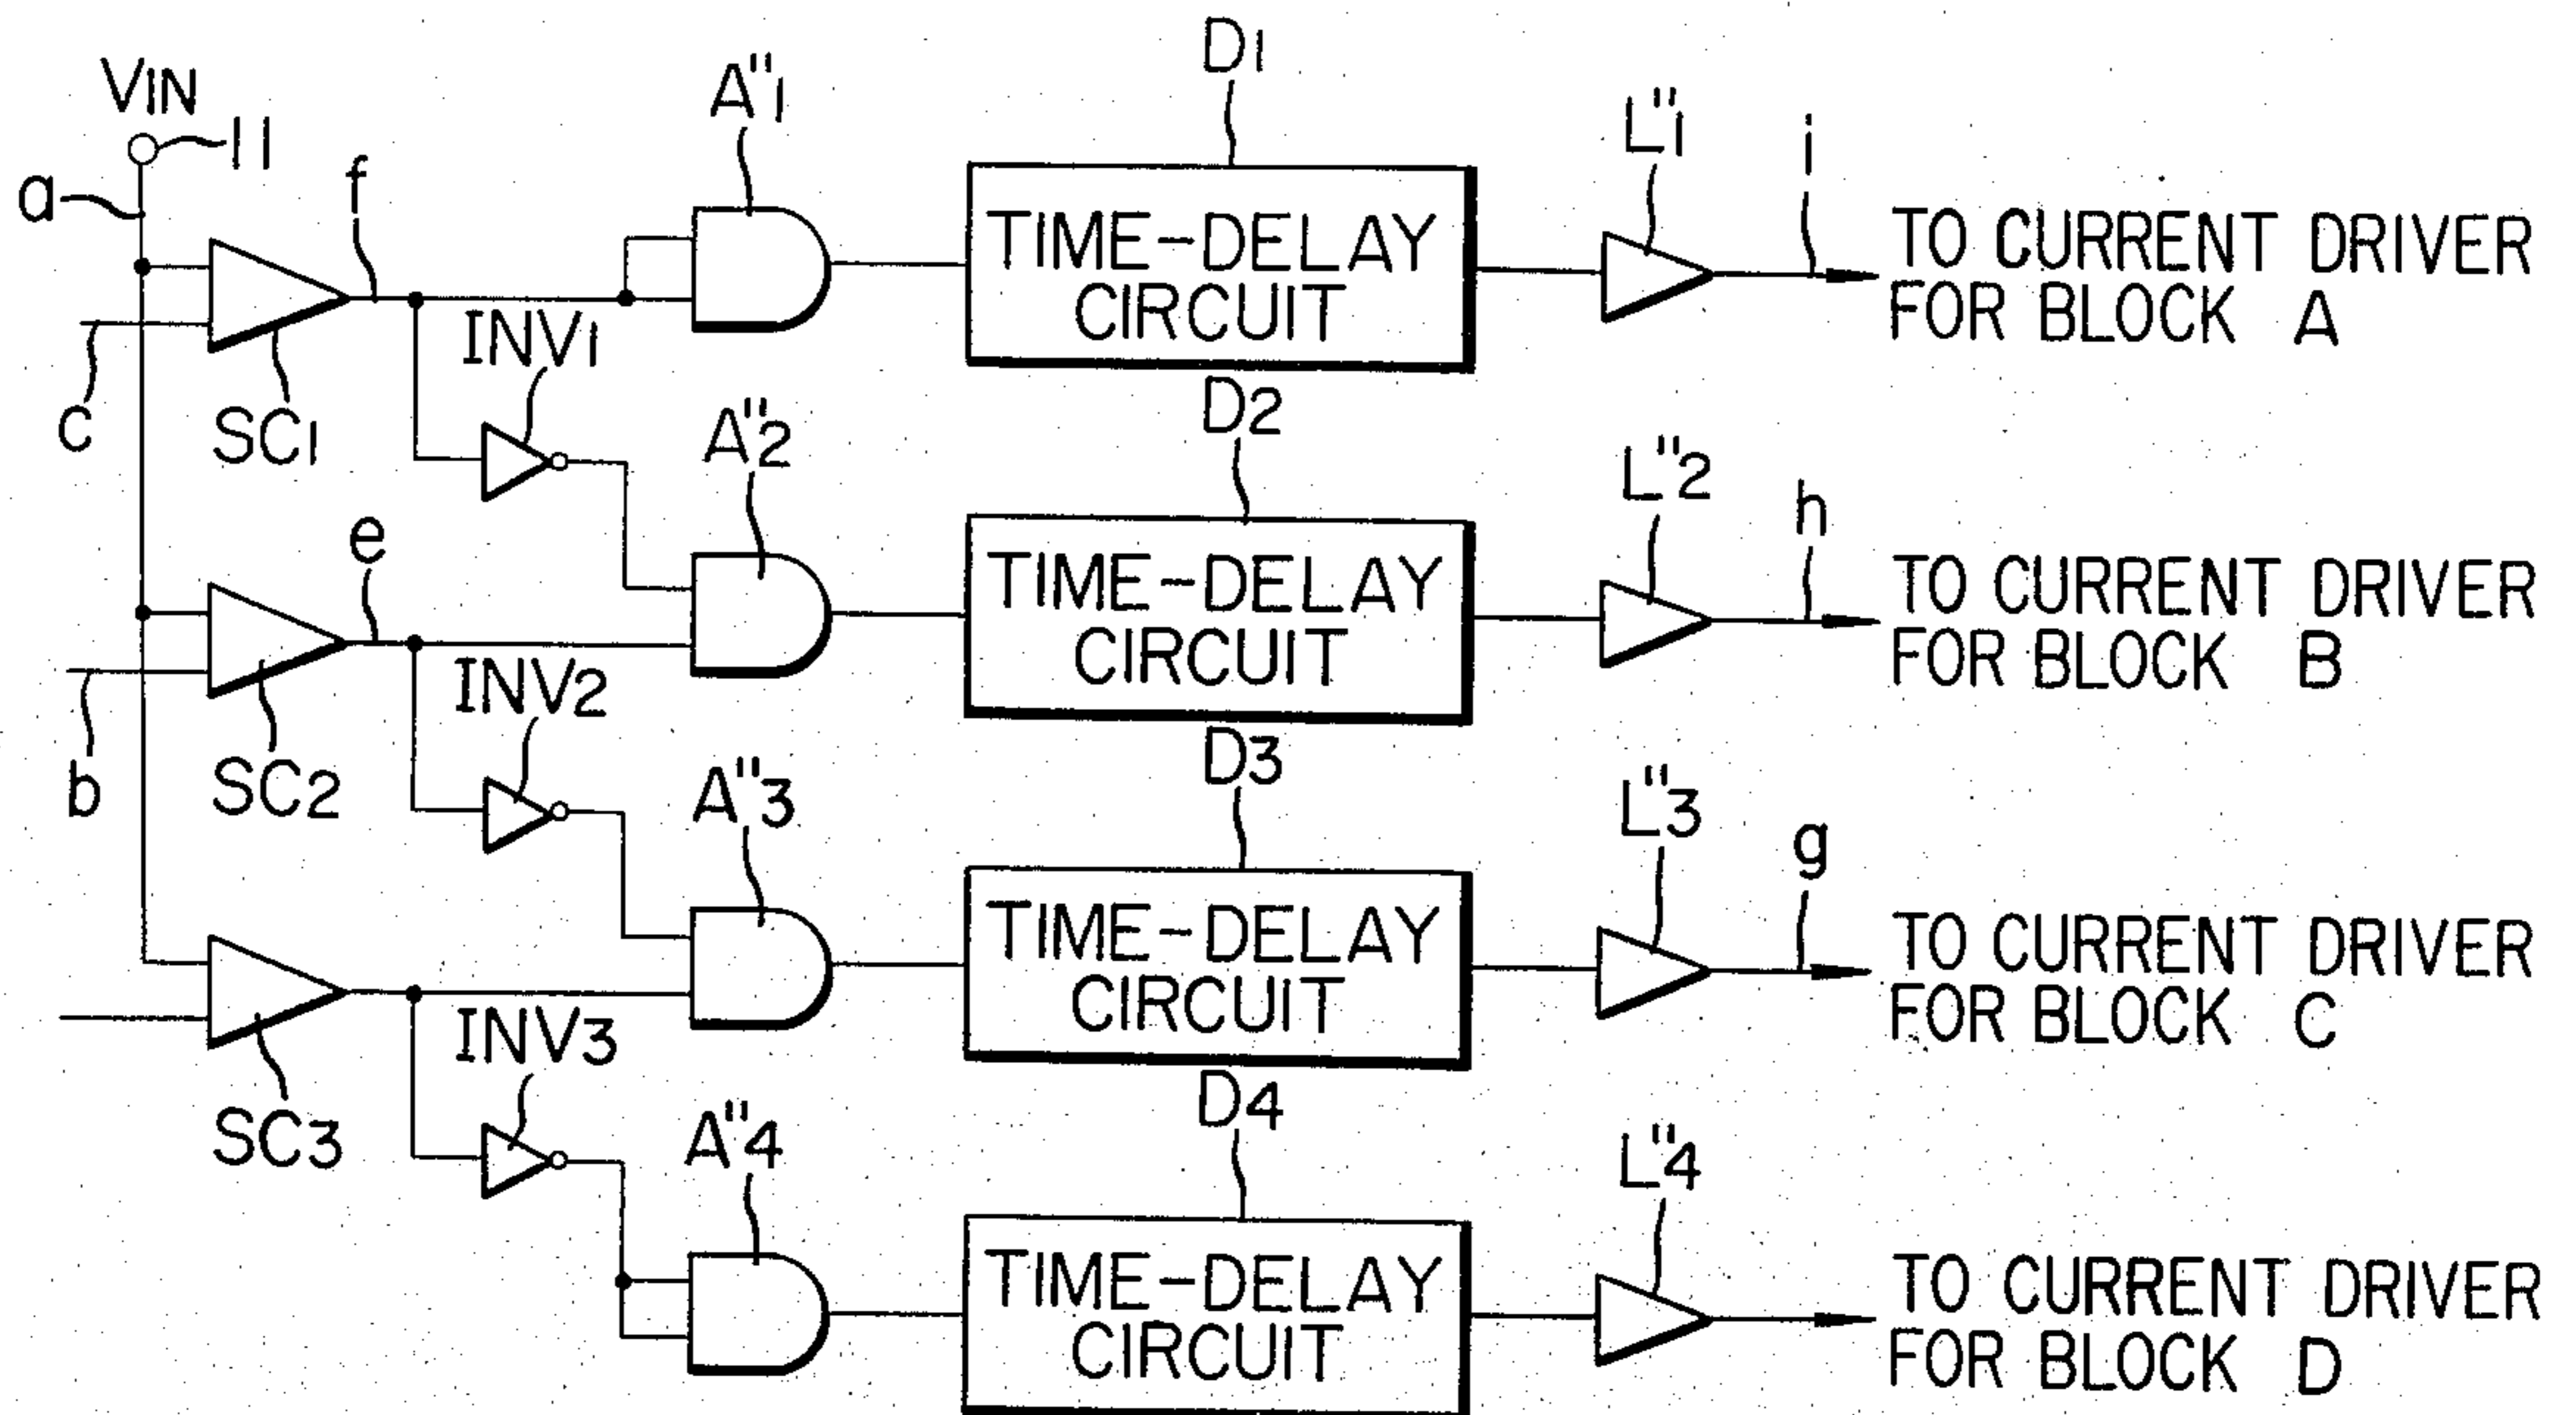 D1
A"1
VIN
11
L"1
i
a
f
TIME-DELAY
CIRCUIT
TO CURRENT DRIVER
FOR BLOCK A
INV1
c
SC1
D2
A"2
L"2
h
e
TIME-DELAY
CIRCUIT
TO CURRENT DRIVER
FOR BLOCK B
INV2
b
SC2
D3
A"3
L"3
g
TIME-DELAY
CIRCUIT
TO CURRENT DRIVER
FOR BLOCK C
INV3
SC3
D4
A"4
L"4
TIME-DELAY
CIRCUIT
TO CURRENT DRIVER
FOR BLOCK D